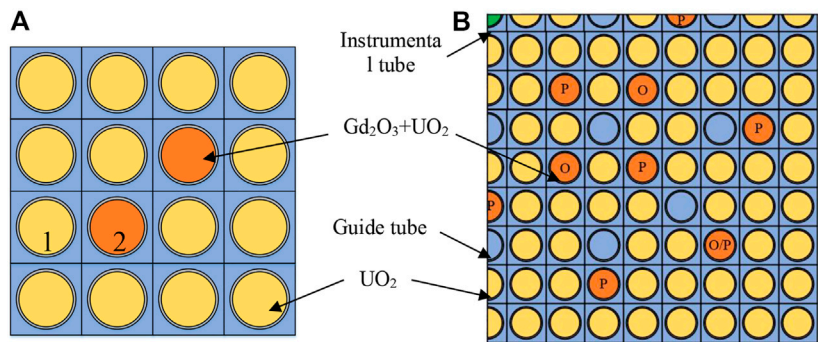 A
B
Instrumenta
l tube
Gd₂O₃+UO₂
Guide tube
UO₂
1 2
P
P O
P
O P
P
O/P
P